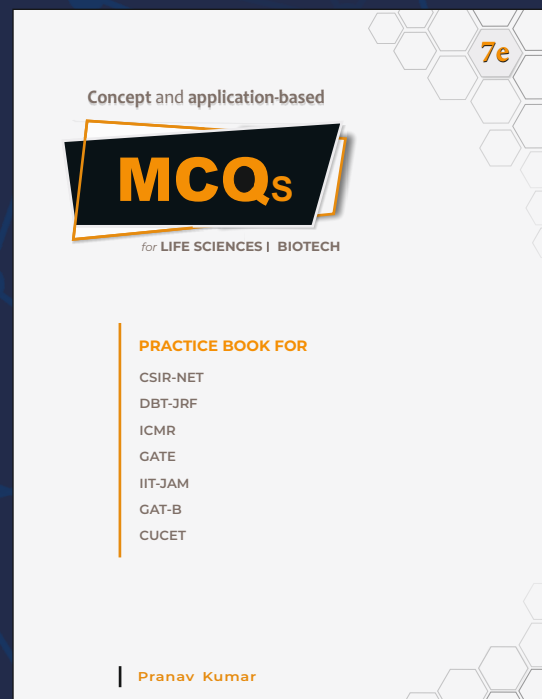 7e
Concept and application-based
MCQs
for LIFE SCIENCES | BIOTECH
PRACTICE BOOK FOR
CSIR-NET
DBT-JRF
ICMR
GATE
IIT-JAM
GAT-B
CUCET
Pranav Kumar